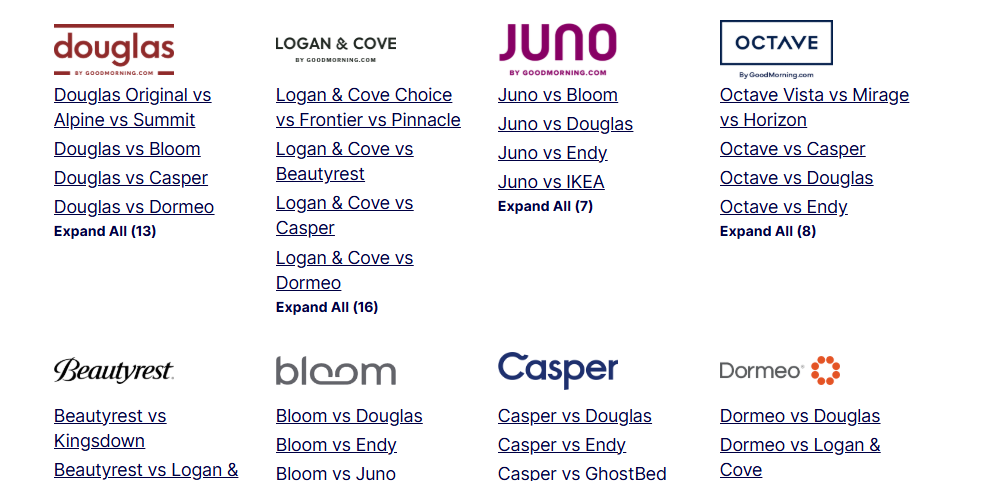 douglas
BY GOODMORNING.COM
Douglas Original vs
Alpine vs Summit
Douglas vs Bloom
Douglas vs Casper
Douglas vs Dormeo
Expand All (13)
LOGAN & COVE
BY GOODMORNING.COM
Logan & Cove Choice
vs Frontier vs Pinnacle
Logan & Cove vs
Beautyrest
Logan & Cove vs
Casper
Logan & Cove vs
Dormeo
Expand All (16)
JUNO
BY GOODMORNING.COM
Juno vs Bloom
Juno vs Douglas
Juno vs Endy
Juno vs IKEA
Expand All (7)
OCTAVE
By GoodMorning.com
Octave Vista vs Mirage
vs Horizon
Octave vs Casper
Octave vs Douglas
Octave vs Endy
Expand All (8)
Beautyrest
Beautyrest vs
Kingsdown
Beautyrest vs Logan &
bloom
Bloom vs Douglas
Bloom vs Endy
Bloom vs Juno
Casper
Casper vs Douglas
Casper vs Endy
Casper vs GhostBed
Dormeo
Dormeo vs Douglas
Dormeo vs Logan &
Cove